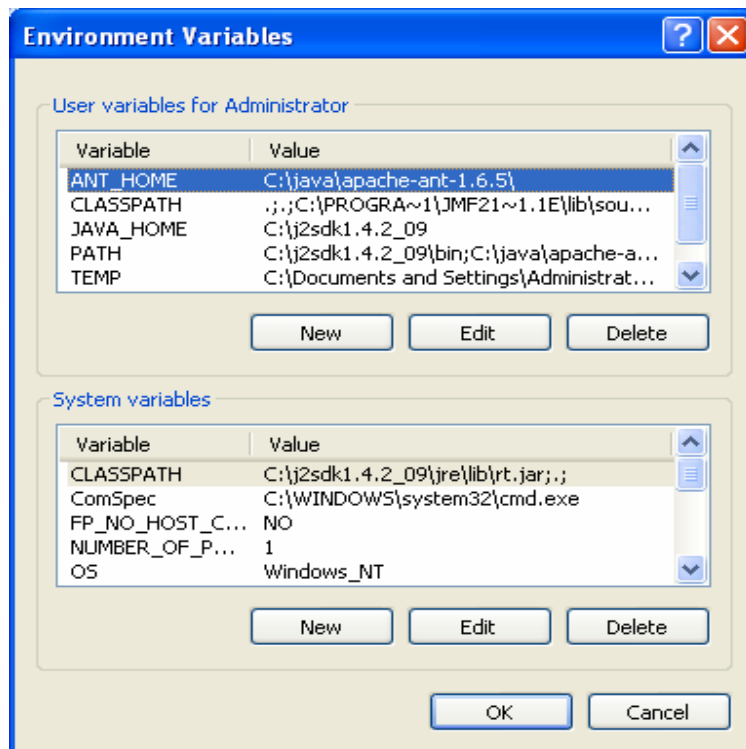 Environment Variables
User variables for Administrator
Variable Value
ANT_HOME C:\java\apache-ant-1.6.5\
CLASSPATH .;.;C:\PROGRA~1\JMF21~1.1E\lib\sou...
JAVA_HOME C:\j2sdk1.4.2_09
PATH C:\j2sdk1.4.2_09\bin;C:\java\apache-a...
TEMP C:\Documents and Settings\Administrat...
New Edit Delete
System variables
Variable Value
CLASSPATH C:\j2sdk1.4.2_09\jre\lib\rt.jar;.;
ComSpec C:\WINDOWS\system32\cmd.exe
FP_NO_HOST_C... NO
NUMBER_OF_P... 1
OS Windows_NT
New Edit Delete
OK Cancel